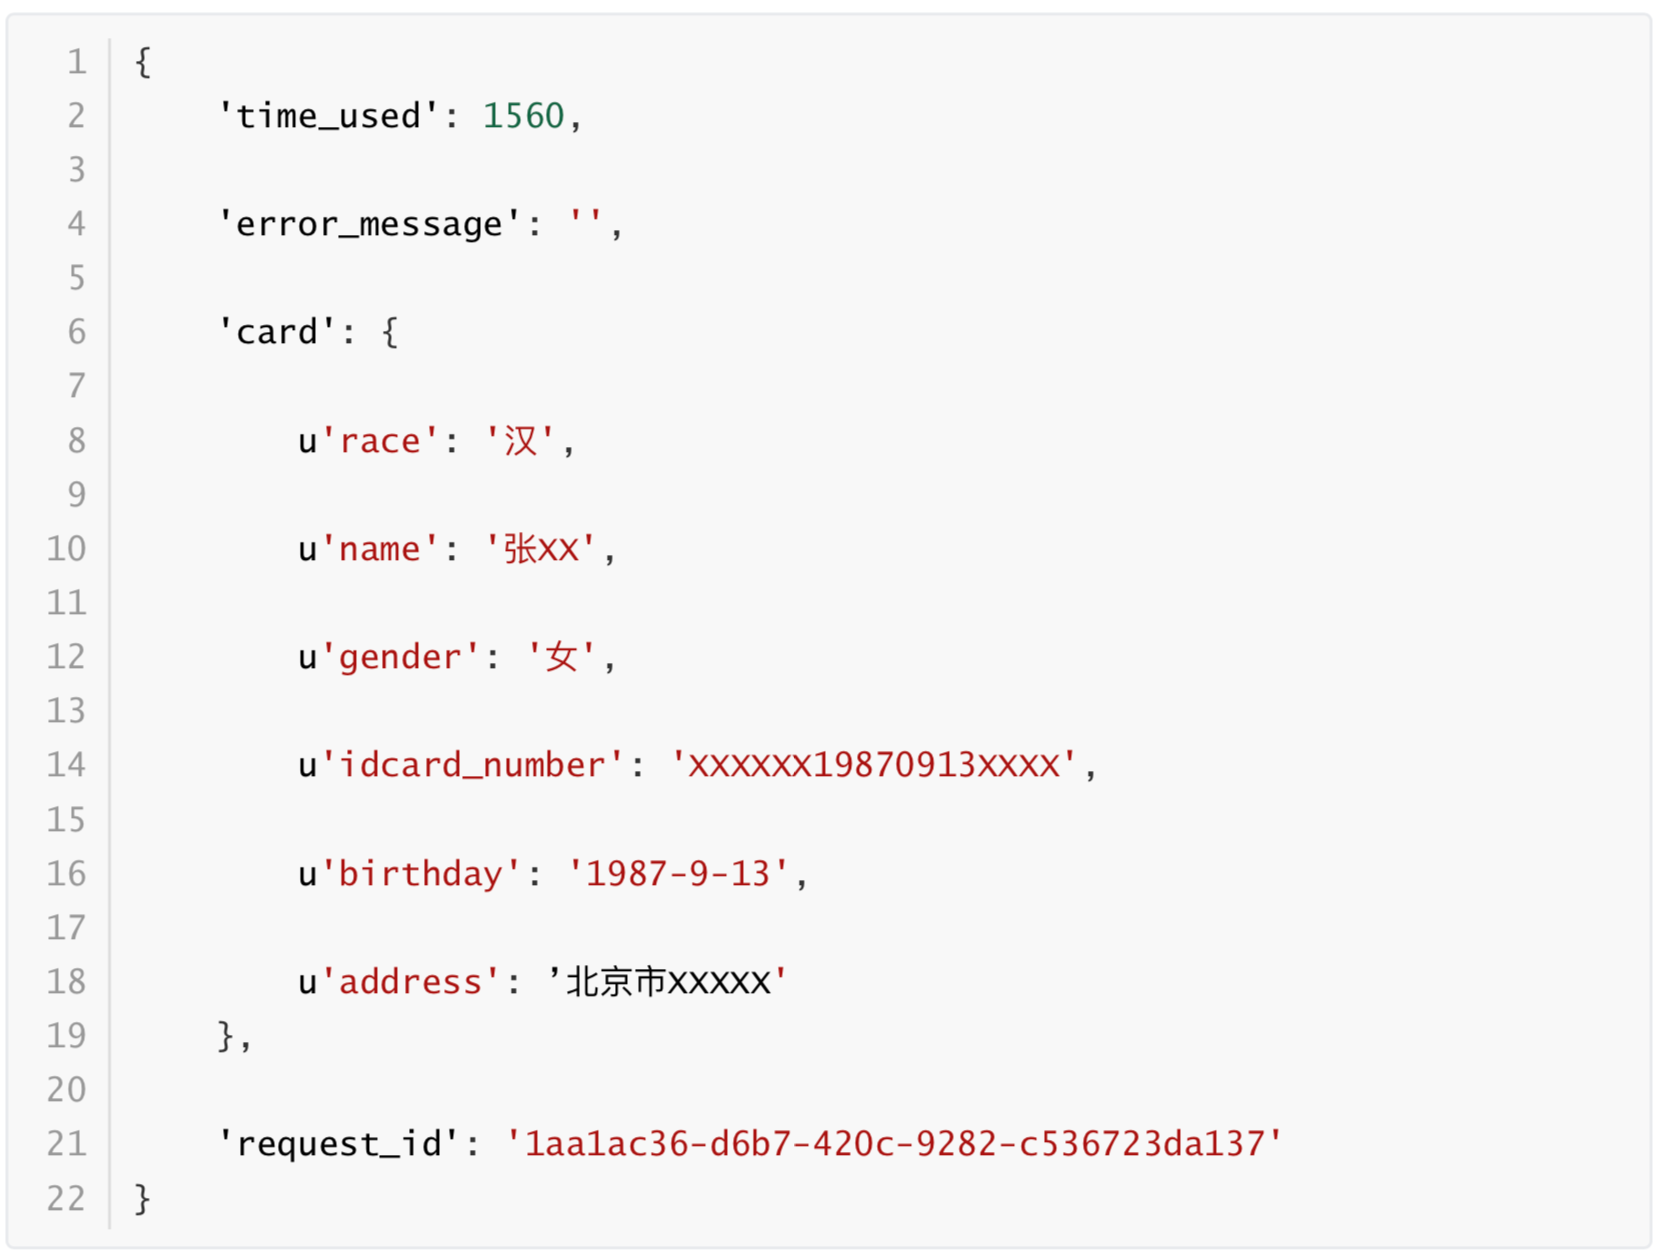 1 {
2 'time_used': 1560,
3
4 'error_message': '',
5
6 'card': {
7
8 u'race': '汉',
9
10 u'name': '张XX',
11
12 u'gender': '女',
13
14 u'idcard_number': 'XXXXXX19870913XXXX',
15
16 u'birthday': '1987-9-13',
17
18 u'address': ’北京市XXXXX'
19 },
20
21 'request_id': '1aa1ac36-d6b7-420c-9282-c536723da137'
22 }